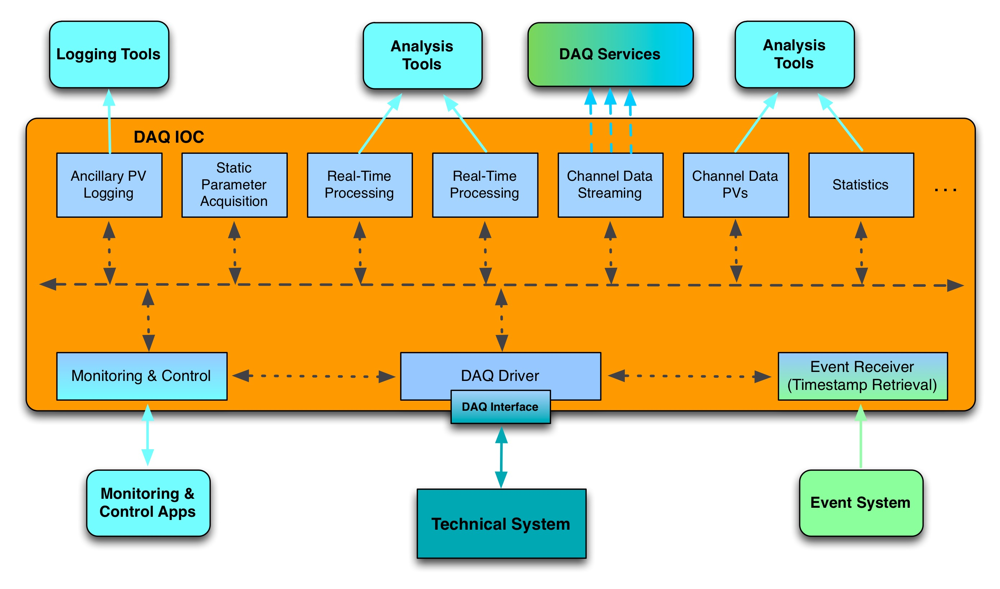 Logging Tools
Analysis
Tools
DAQ Services
Analysis
Tools
DAQ IOC
Ancillary PV
Logging
Static
Parameter
Acquisition
Real-Time
Processing
Real-Time
Processing
Channel Data
Streaming
Channel Data
PVs
Statistics
...
Monitoring & Control
DAQ Driver
Event Receiver
(Timestamp Retrieval)
DAQ Interface
Monitoring &
Control Apps
Technical System
Event System